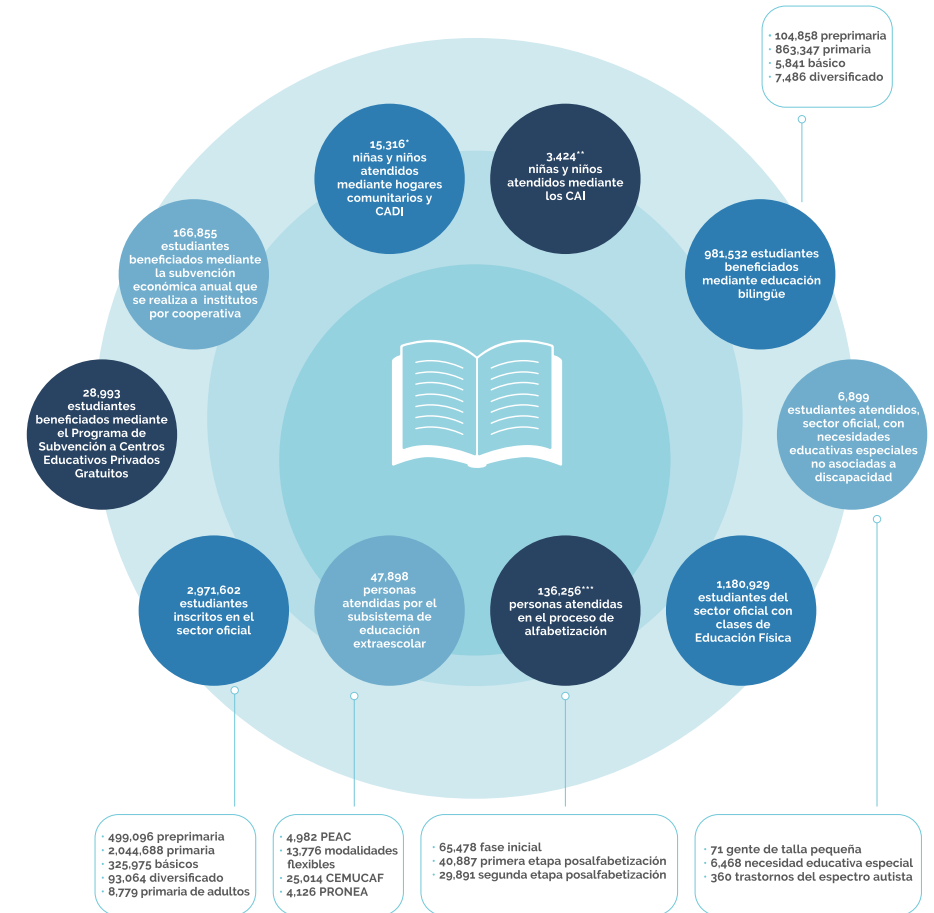 · 104,858 preprimaria
· 863,347 primaria
· 5,841 básico
· 7,486 diversificado
15,316*
niñas y niños
atendidos
mediante hogares
comunitarios y
CADI
3,424**
niñas y niños
atendidos mediante
los CAI
166,855
estudiantes
beneficiados mediante
la subvención
económica anual que
se realiza a institutos
por cooperativa
981,532 estudiantes
beneficiados
mediante educación
bilingüe
28,993
estudiantes
beneficiados mediante
el Programa de
Subvención a Centros
Educativos Privados
Gratuitos
6,899
estudiantes atendidos,
sector oficial, con
necesidades
educativas especiales
no asociadas a
discapacidad
2,971,602
estudiantes
inscritos en el
sector oficial
47,898
personas
atendidas por el
subsistema de
educación
extraescolar
136,256***
personas atendidas
en el proceso de
alfabetización
1,180,929
estudiantes del
sector oficial con
clases de
Educación Física
· 499,096 preprimaria
· 2,044,688 primaria
· 325,975 básicos
· 93,064 diversificado
· 8,779 primaria de adultos
· 4,982 PEAC
· 13,776 modalidades
flexibles
· 25,014 CEMUCAF
· 4,126 PRONEA
· 65,478 fase inicial
· 40,887 primera etapa posalfabetización
· 29,891 segunda etapa posalfabetización
· 71 gente de talla pequeña
· 6,468 necesidad educativa especial
· 360 trastornos del espectro autista